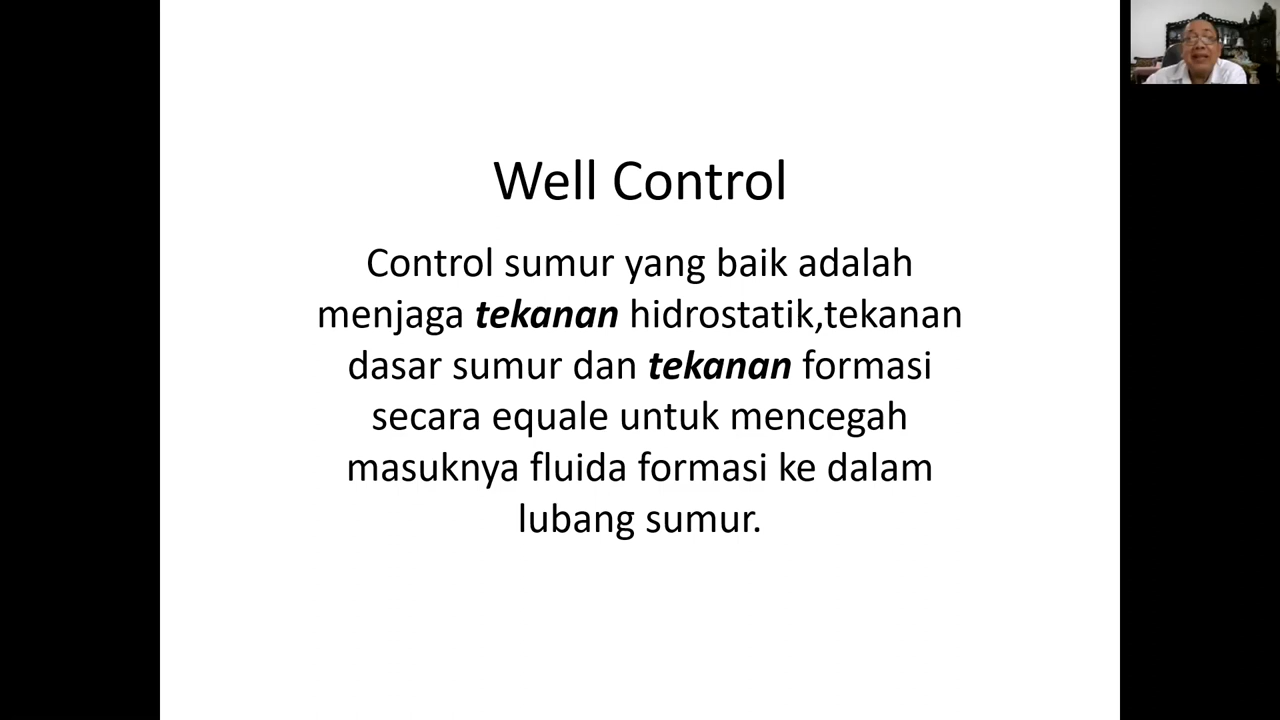 Well Control
Control sumur yang baik adalah
menjaga tekanan hidrostatik,tekanan
dasar sumur dan tekanan formasi
secara equale untuk mencegah
masuknya fluida formasi ke dalam
lubang sumur.